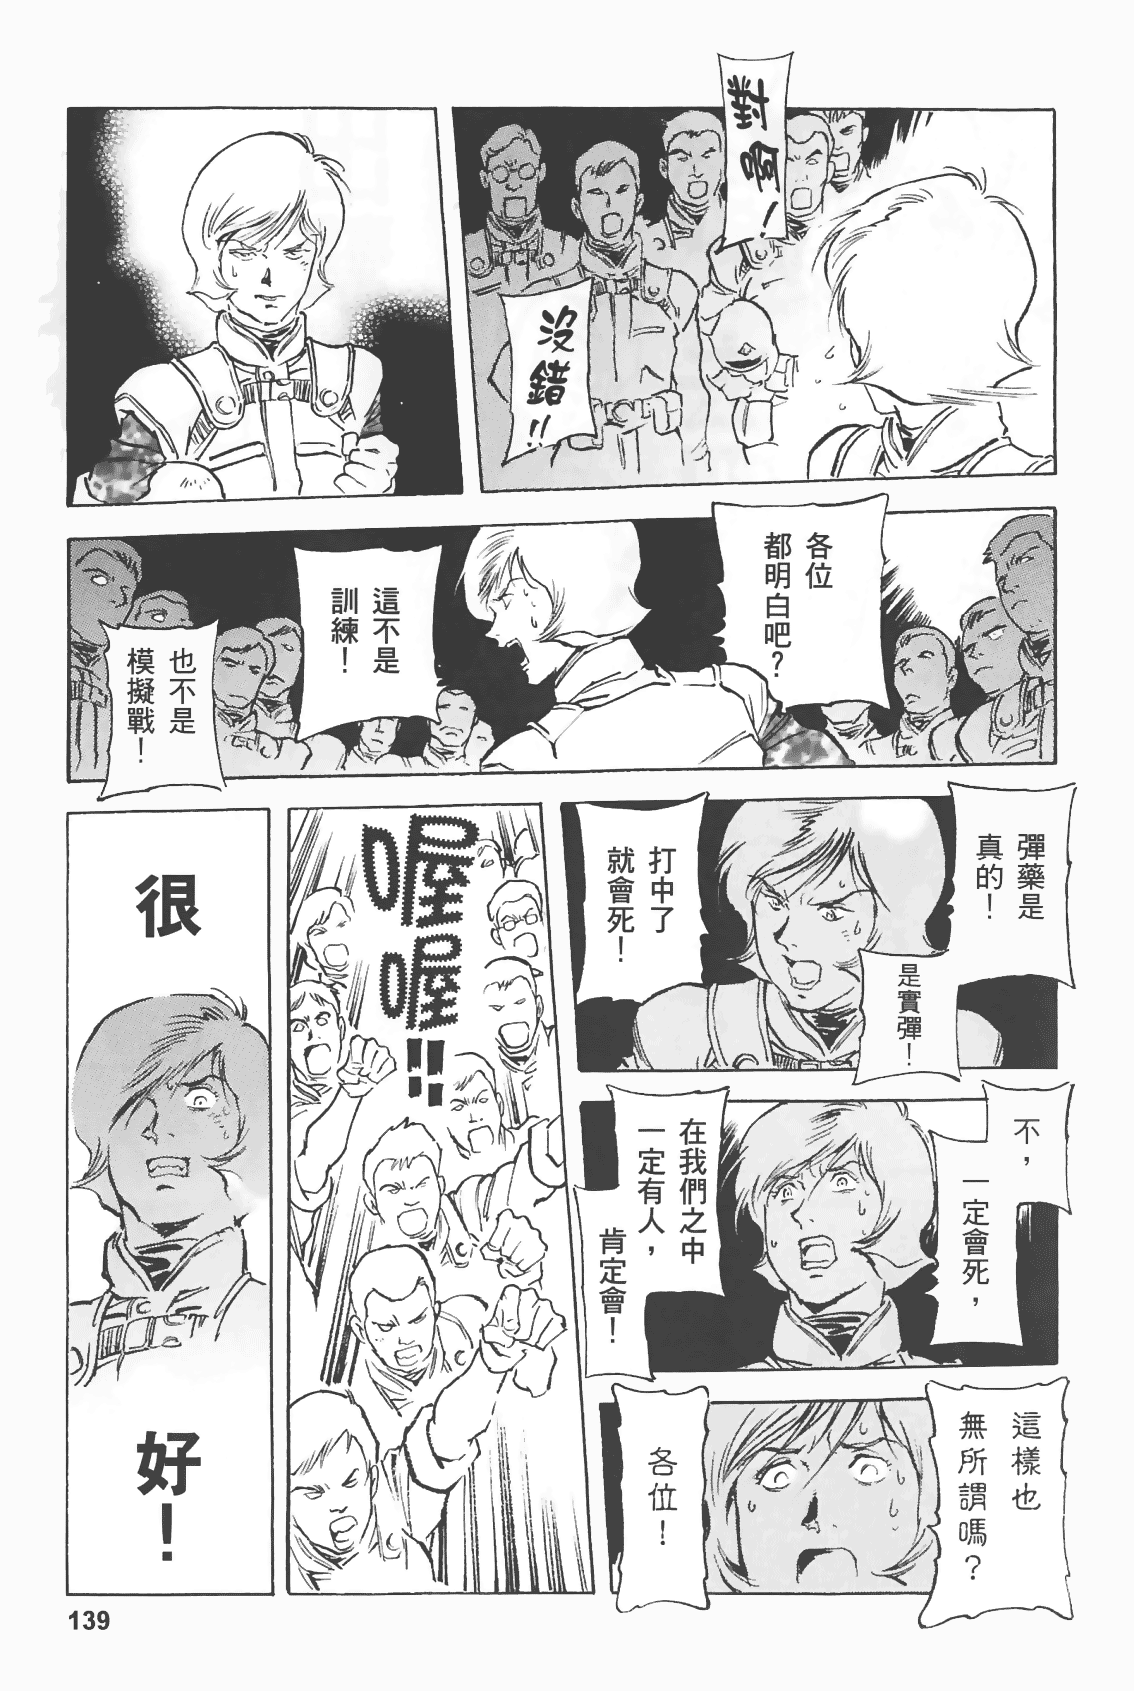 對啊！
沒錯!!
各位
都明白吧？
這不是
訓練！
也不是
模擬戰！
彈藥是
真的！
是實彈！
打中了
就會死！
不，
一定會死，
在我們之中
一定有人，
肯定會！
這樣也
無所謂嗎？
各位！
喔喔!!
很好！
139